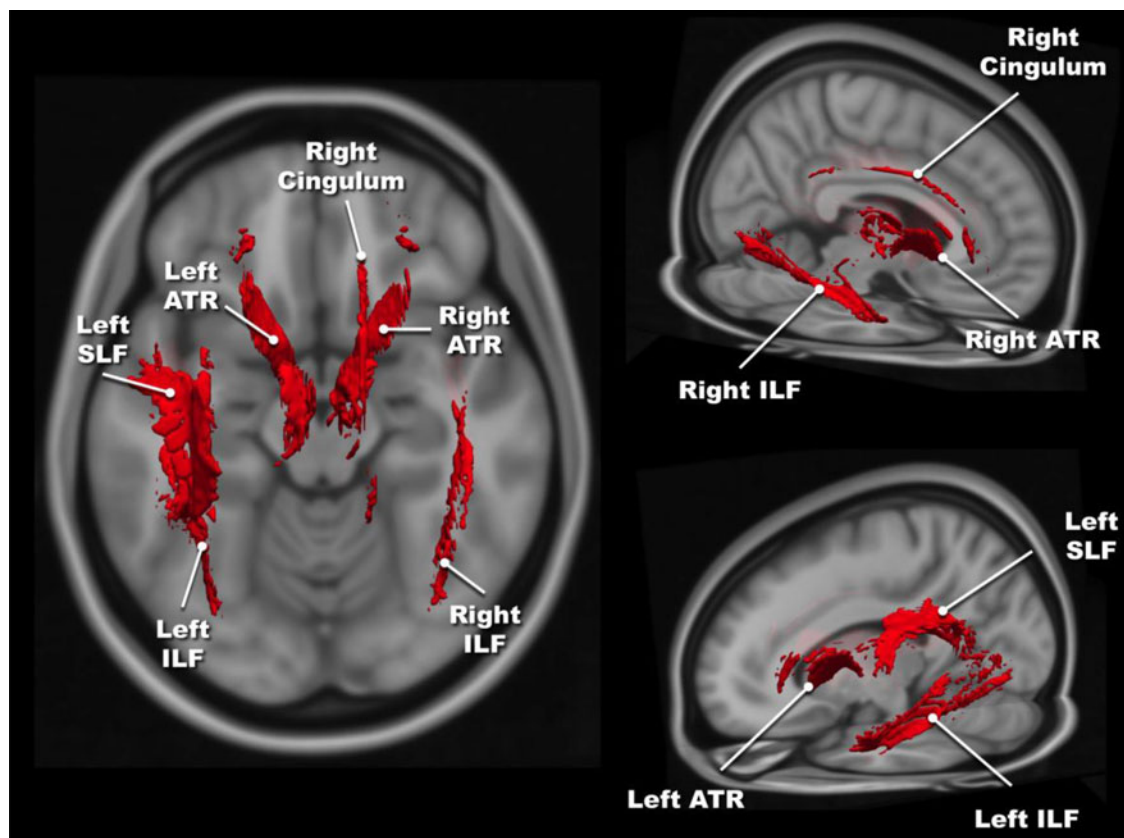 Right
Cingulum
Left
ATR
Left
SLF
Right
ATR
Left
ILF
Right
ILF
Right
Cingulum
Right ATR
Right ILF
Left
SLF
Left ATR
Left ILF